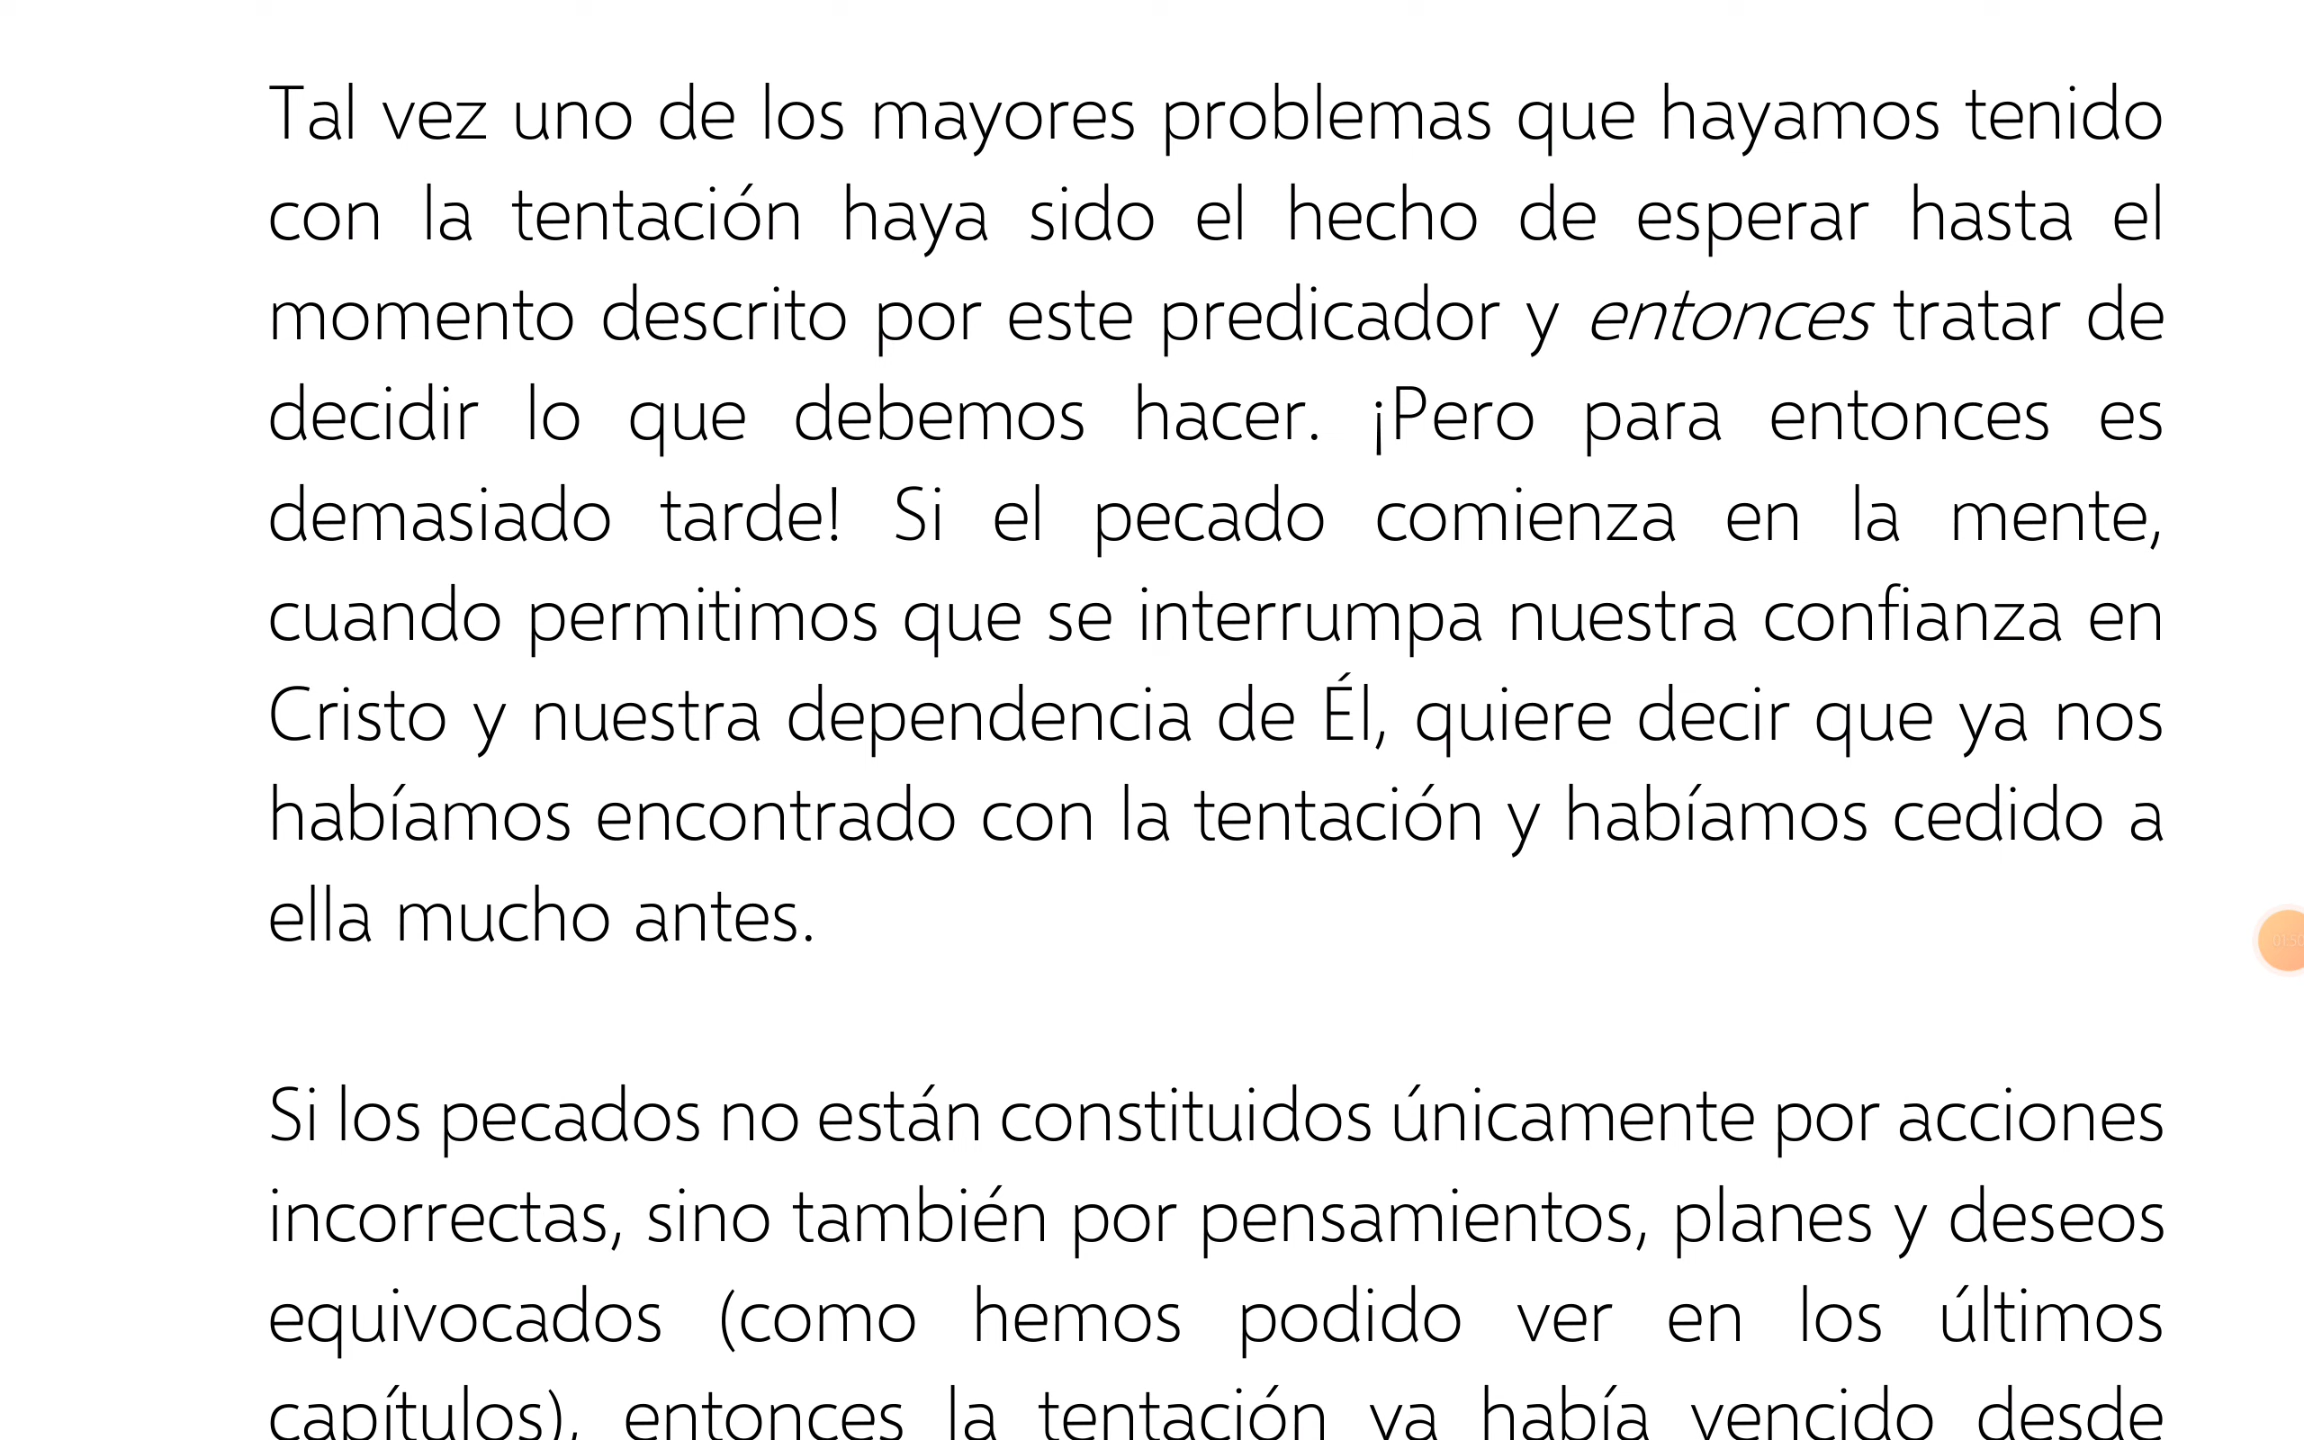 Tal vez uno de los mayores problemas que hayamos tenido
con la tentación haya sido el hecho de esperar hasta el
momento descrito por este predicador y entonces tratar de
decidir lo que debemos hacer. ¡Pero para entonces es
demasiado tarde! Si el pecado comienza en la mente,
cuando permitimos que se interrumpa nuestra confianza en
Cristo y nuestra dependencia de Él, quiere decir que ya nos
habíamos encontrado con la tentación y habíamos cedido a
ella mucho antes.
Si los pecados no están constituidos únicamente por acciones
incorrectas, sino también por pensamientos, planes y deseos
equivocados (como hemos podido ver en los últimos
capítulos), entonces la tentación ya había vencido desde